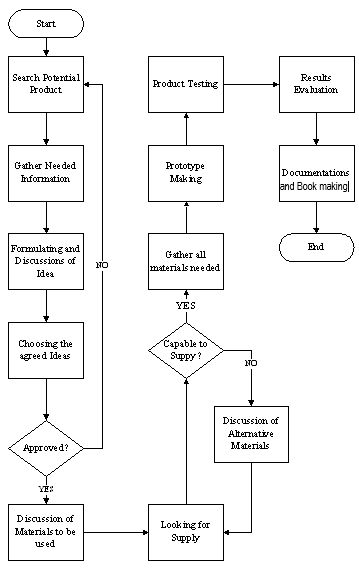 Start
Search Potential
Product
Gather Needed
Information
Formulating and
Discussions of
Idea
Choosing the
agreed Ideas
Approved?
NO
YES
Discussion of
Materials to be
used
Looking for
Supply
Capable to
Suppy?
NO
Discussion of
Alternative
Materials
YES
Gather all
materials needed
Prototype
Making
Product Testing
Results
Evaluation
Documentations
and Book making
End